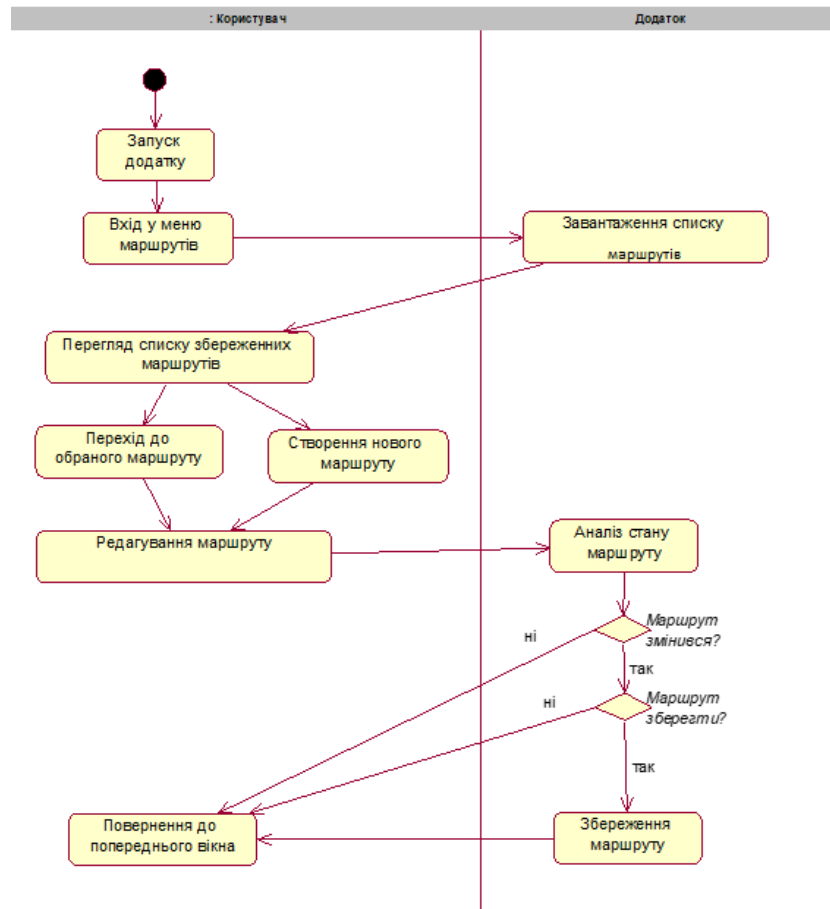 : Користувач
Додаток
Запуск
додатку
Вхід у меню
маршрутів
Завантаження списку
маршрутів
Перегляд списку збереженних
маршрутів
Перехід до
обраного маршруту
Створення нового
маршруту
Редагування маршруту
Аналіз стану
маршруту
Маршрут
змінився?
ні
так
Маршрут
зберегти?
ні
так
Повернення до
попереднього вікна
Збереження
маршруту